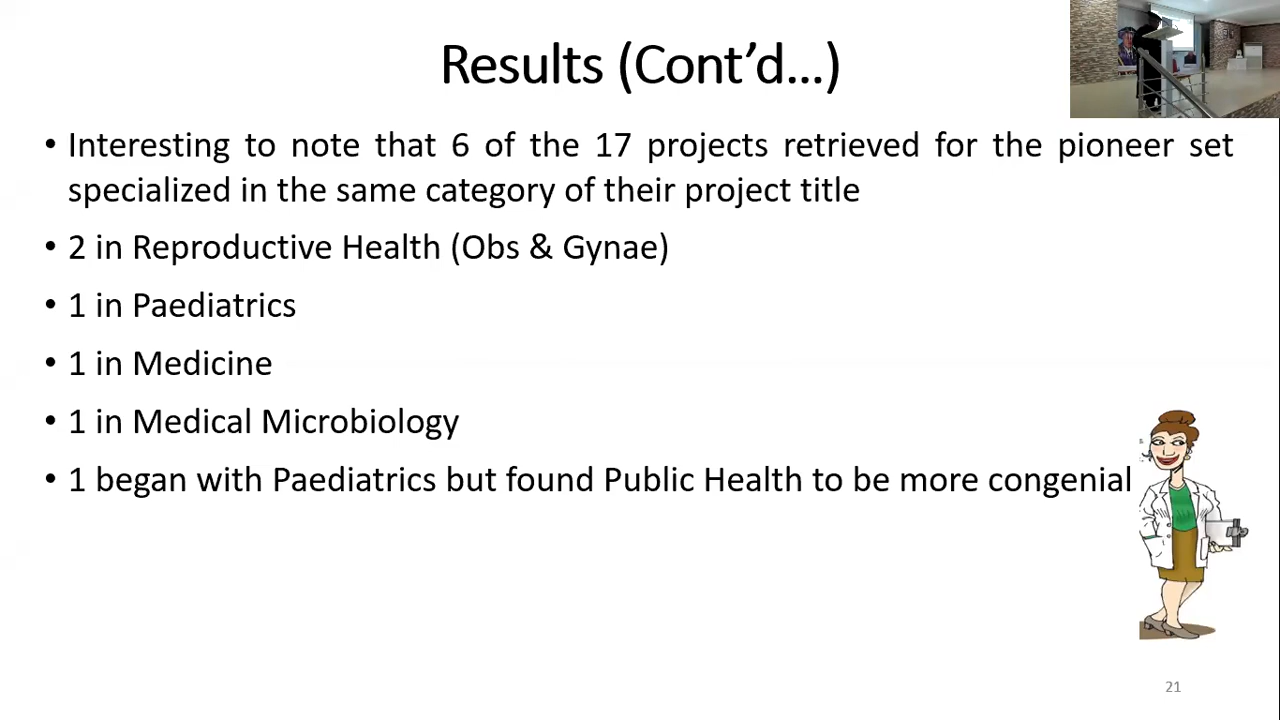 Results (Cont’d…)
• Interesting to note that 6 of the 17 projects retrieved for the pioneer set
specialized in the same category of their project title
• 2 in Reproductive Health (Obs & Gynae)
• 1 in Paediatrics
• 1 in Medicine
• 1 in Medical Microbiology
• 1 began with Paediatrics but found Public Health to be more congenial
21